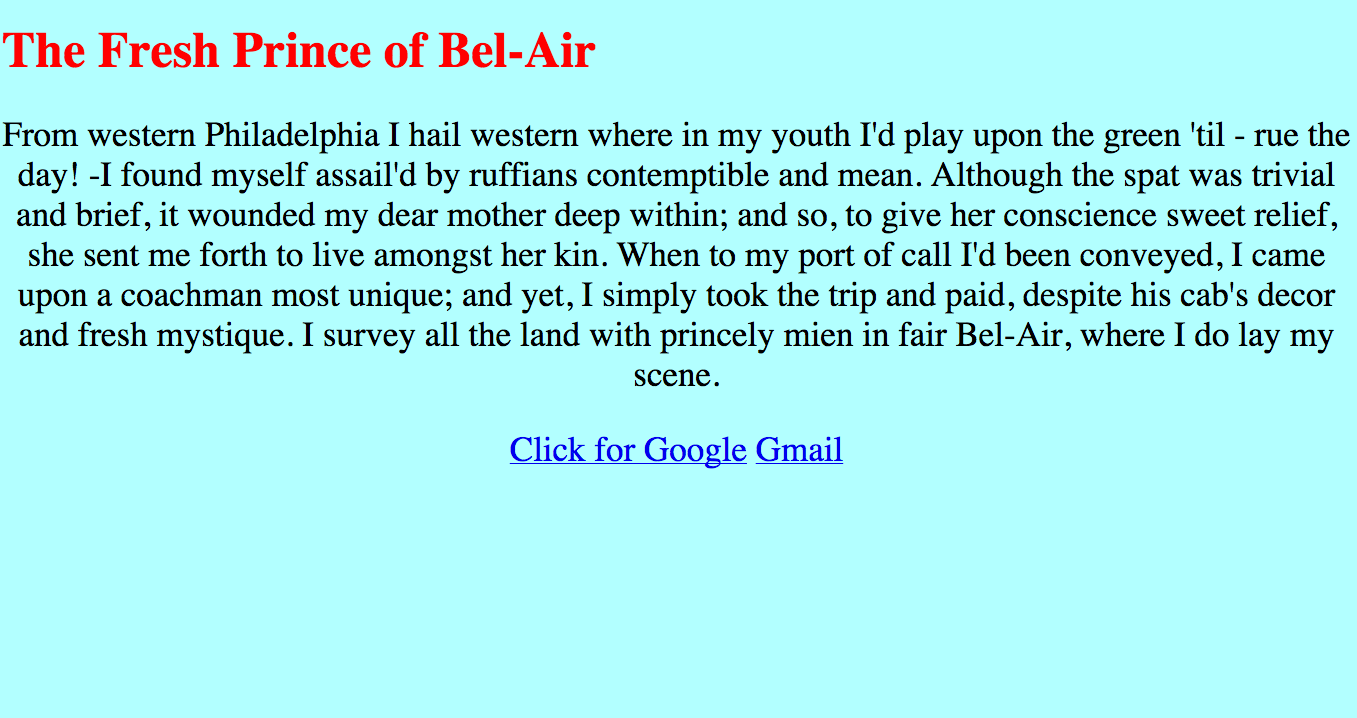 The Fresh Prince of Bel-Air
From western Philadelphia I hail western where in my youth I'd play upon the green 'til - rue the
day! -I found myself assail'd by ruffians contemptible and mean. Although the spat was trivial
and brief, it wounded my dear mother deep within; and so, to give her conscience sweet relief,
she sent me forth to live amongst her kin. When to my port of call I'd been conveyed, I came
upon a coachman most unique; and yet, I simply took the trip and paid, despite his cab's decor
and fresh mystique. I survey all the land with princely mien in fair Bel-Air, where I do lay my
scene.
Click for Google Gmail